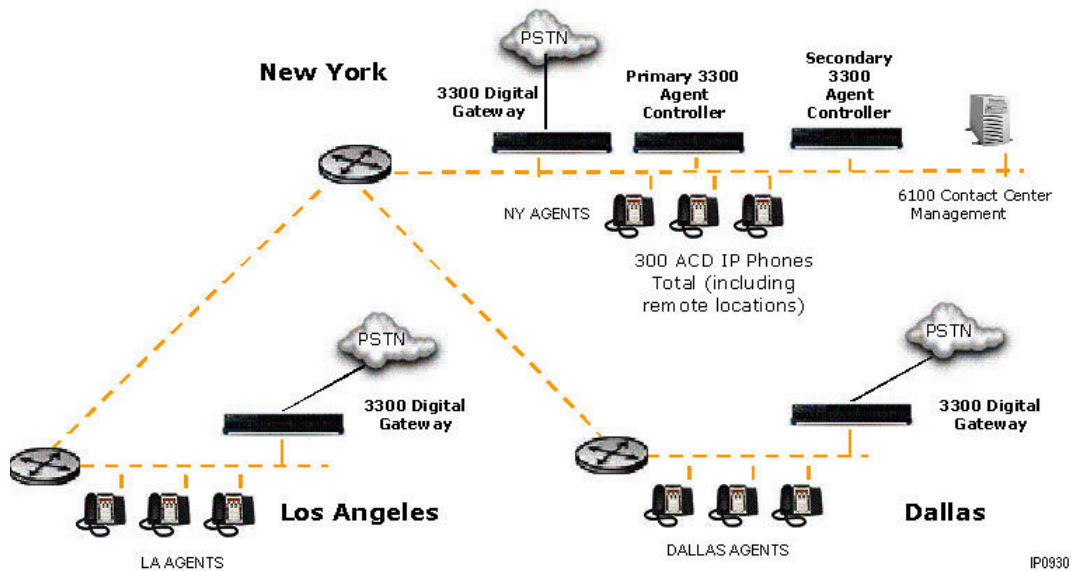 PSTN
New York
3300 Digital
Gateway
Primary 3300
Agent
Controller
Secondary
3300
Agent
Controller
NY AGENTS
6100 Contact Center
Management
300 ACD IP Phones
Total (including
remote locations)
PSTN
3300 Digital
Gateway
Los Angeles
LA AGENTS
PSTN
3300 Digital
Gateway
Dallas
DALLAS AGENTS
IP0930